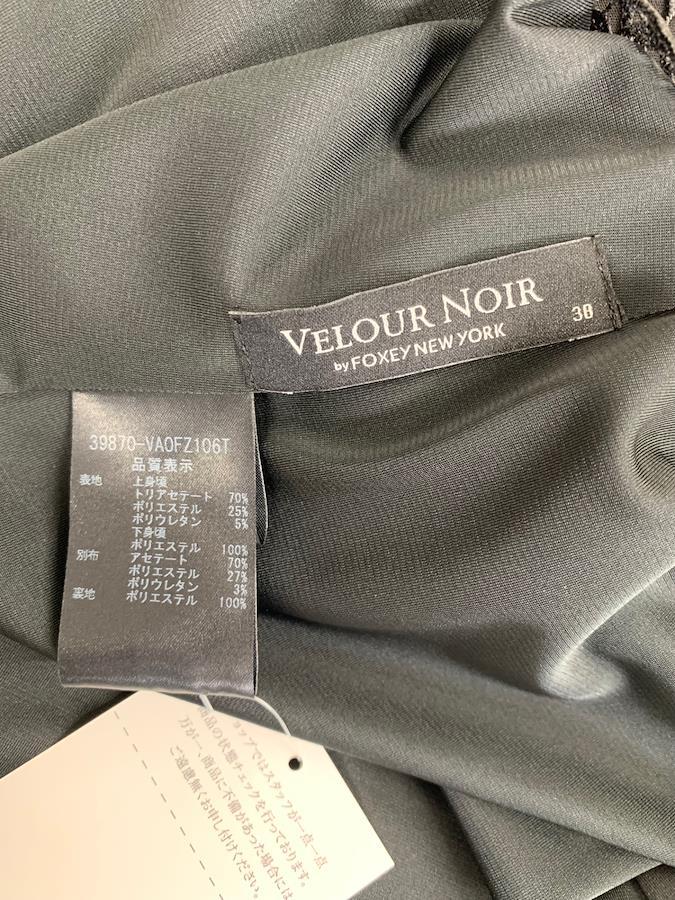 VELOUR NOIR
by FOXEY NEW YORK
38
39870-VAOFZ106T
品質表示
表地 上身頃
トリアセテート 70%
ポリエステル 25%
ポリウレタン 5%
下身頃
ポリエステル 100%
別布 アセテート 70%
ポリエステル 27%
ポリウレタン 3%
裏地 ポリエステル 100%
ョップではスタッフが一点一点
商品の状態チェックを行っております。
万が一、商品に不備があった場合には
ご遠慮無くお申し付けくだ